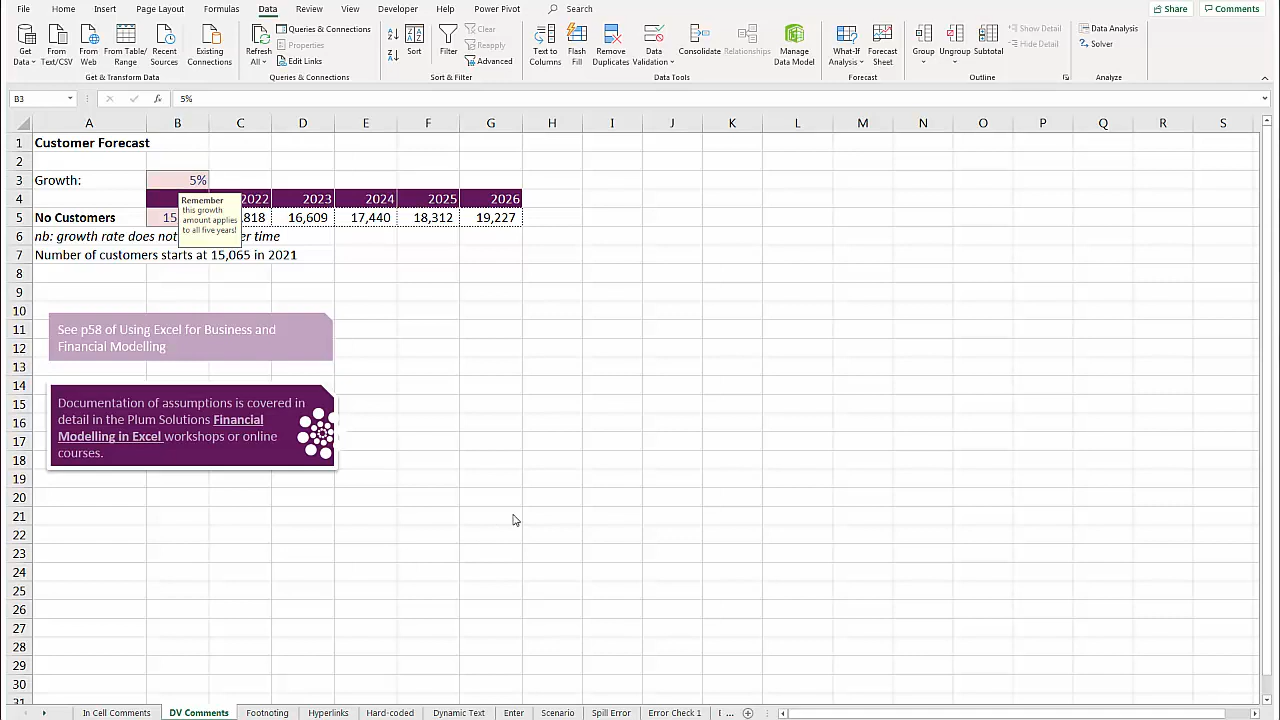 File Home Insert Page Layout Formulas Data Review View Developer Help Power Pivot Search Share Comments
Get Data From Text/CSV From Web From Table/ Range Recent Sources Existing Connections
Get & Transform Data
Refresh All Queries & Connections Properties Edit Links
Queries & Connections
Sort Filter Clear Reapply Advanced
Sort & Filter
Text to Columns Flash Fill Remove Duplicates Data Validation Consolidate Relationships Manage Data Model
Data Tools
What-If Analysis Forecast Sheet
Forecast
Group Ungroup Subtotal Show Detail Hide Detail
Outline
Data Analysis Solver
Analyze
B3 fx 5%
A B C D E F G H I J K L M N O P Q R S
1 Customer Forecast
2
3 Growth: 5%
4 2022 2023 2024 2025 2026
Remember
this growth
amount applies
to all five years!
5 No Customers 15 818 16,609 17,440 18,312 19,227
6 nb: growth rate does not er time
7 Number of customers starts at 15,065 in 2021
8
9
10
11 See p58 of Using Excel for Business and
12 Financial Modelling
13
14
15 Documentation of assumptions is covered in
16 detail in the Plum Solutions Financial
17 Modelling in Excel workshops or online
18 courses.
19
20
21
22
23
24
25
26
27
28
29
30
31
In Cell Comments DV Comments Footnoting Hyperlinks Hard-coded Dynamic Text Enter Scenario Spill Error Error Check 1 ...